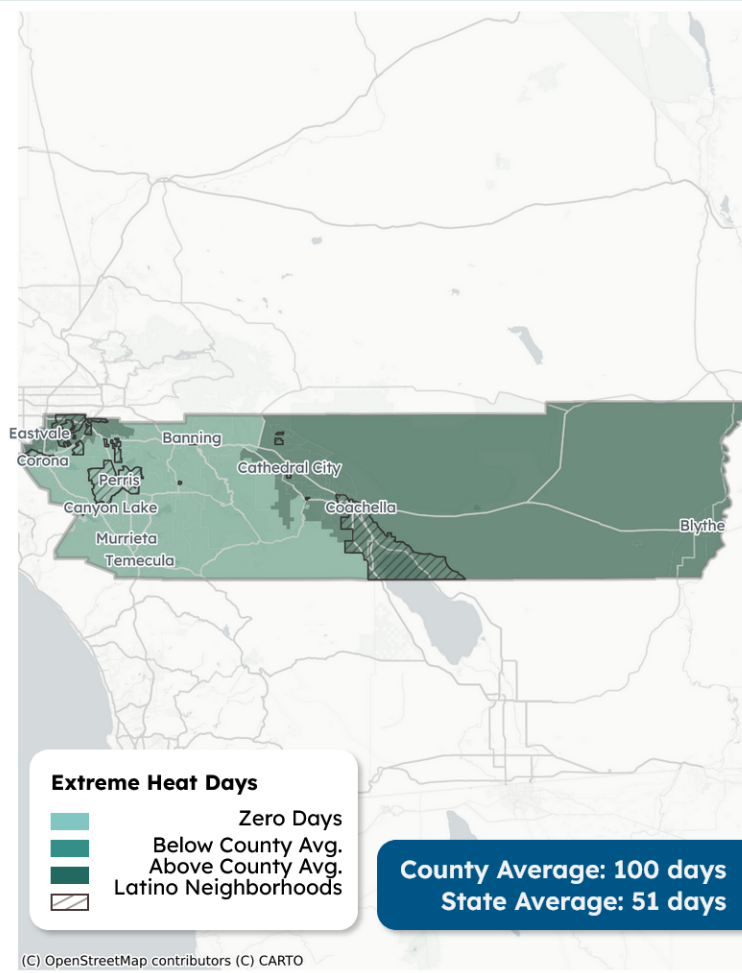 Eastvale
Banning
Corona
Cathedral City
Perris
Canyon Lake
Coachella
Blythe
Murrieta
Temecula
Extreme Heat Days
Zero Days
Below County Avg.
Above County Avg.
Latino Neighborhoods
County Average: 100 days
State Average: 51 days
(C) OpenStreetMap contributors (C) CARTO